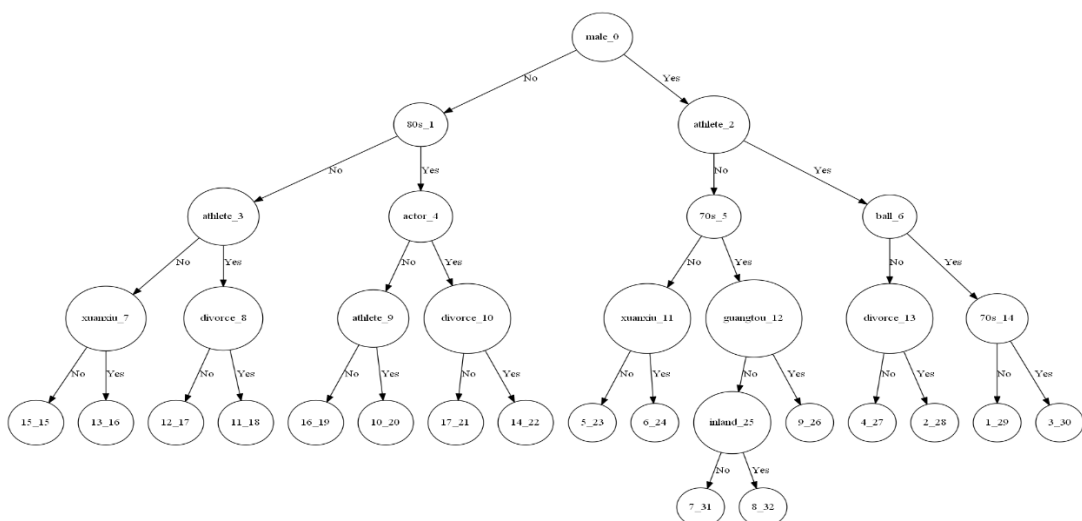 male_0
No
Yes
80s_1
athlete_2
No
Yes
No
Yes
athlete_3
actor_4
70s_5
ball_6
No
Yes
No
Yes
No
Yes
No
Yes
xuanxiu_7
divorce_8
athlete_9
divorce_10
xuanxiu_11
guangtou_12
divorce_13
70s_14
No
Yes
No
Yes
No
Yes
No
Yes
No
Yes
No
Yes
No
Yes
No
Yes
15_15
13_16
12_17
11_18
16_19
10_20
17_21
14_22
5_23
6_24
inland_25
9_26
4_27
2_28
1_29
3_30
No
Yes
7_31
8_32